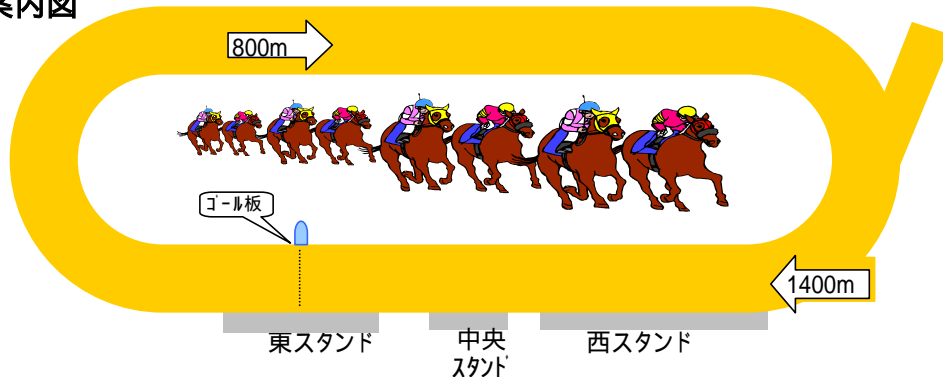 案内図
800m
ｺﾞｰﾙ板
1400m
東スタンド
中央
ｽﾀﾝﾄﾞ
西スタンド